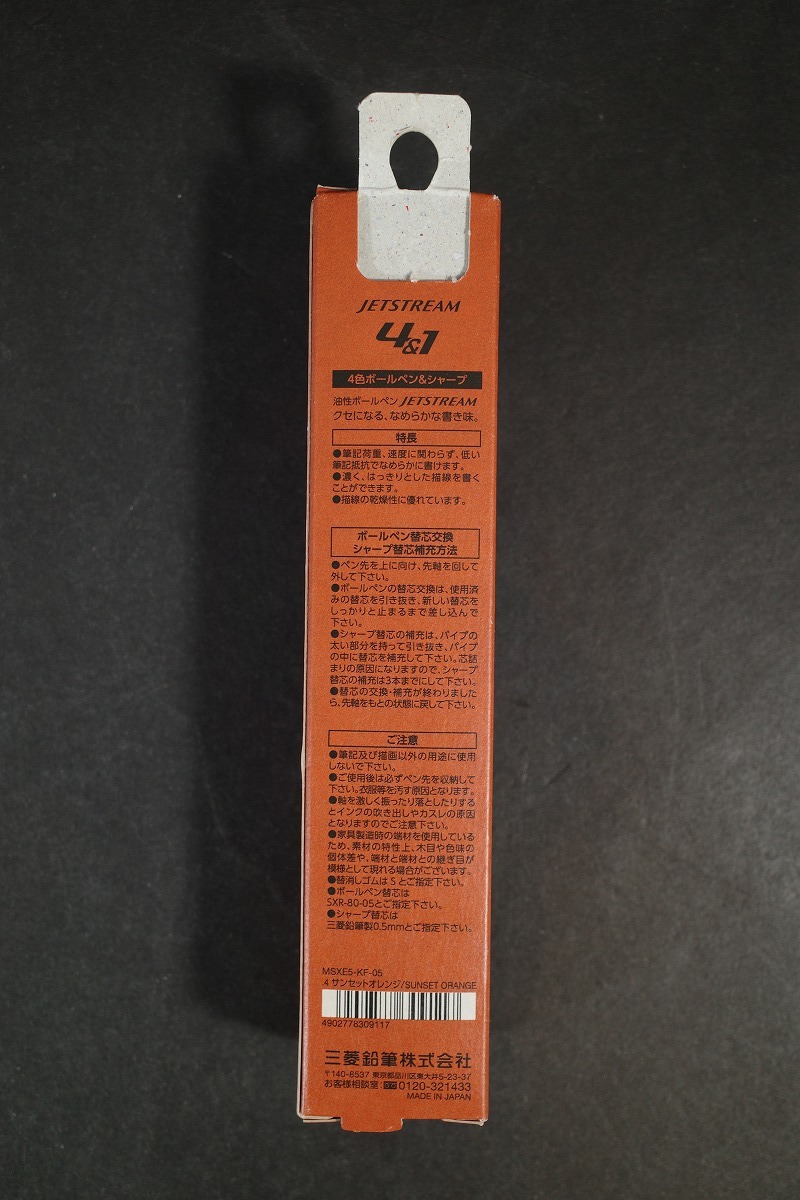 JETSTREAM
4&1
4色ボールペン&シャープ
油性ボールペン JETSTREAM
クセになる、なめらかな書き味。
特長
●筆記荷重、速度に関わらず、低い
筆記抵抗でなめらかに書けます。
●濃く、はっきりとした描線を書く
ことができます。
●描線の乾燥性に優れています。
ボールペン替芯交換
シャープ替芯補充方法
●ペン先を上に向け、先軸を回して
外して下さい。
●ボールペンの替芯交換は、使用済
みの替芯を引き抜き、新しい替芯を
しっかりと止まるまで差し込んで
下さい。
●シャープ替芯の補充は、パイプの
太い部分を持って引き抜き、パイプ
の中に替芯を補充して下さい。芯詰
まりの原因になりますので、シャープ
替芯の補充は3本までにして下さい。
●替芯の交換・補充が終わりました
ら、先軸をもとの状態に戻して下さい。
ご注意
●筆記及び描画以外の用途に使用
しないで下さい。
●ご使用後は必ずペン先を収納して
下さい。衣服等を汚す原因となります。
●軸を激しく振ったり落としたりする
とインクの吹き出しやカスレの原因
となりますのでご注意下さい。
●家具製造時の端材を使用している
ため、素材の特性上、木目や色味の
個体差や、端材と端材との継ぎ目が
模様として現れる場合がございます。
●替消しゴムは S とご指定下さい。
●ボールペン替芯は
SXR-80-05とご指定下さい。
●シャープ替芯は
三菱鉛筆製0.5mmとご指定下さい。
MSXE5-KF-05
4 サンセットオレンジ/SUNSET ORANGE
4902778309117
三菱鉛筆株式会社
〒140-8537 東京都品川区東大井5-23-37
お客様相談室: 0120-321433
MADE IN JAPAN